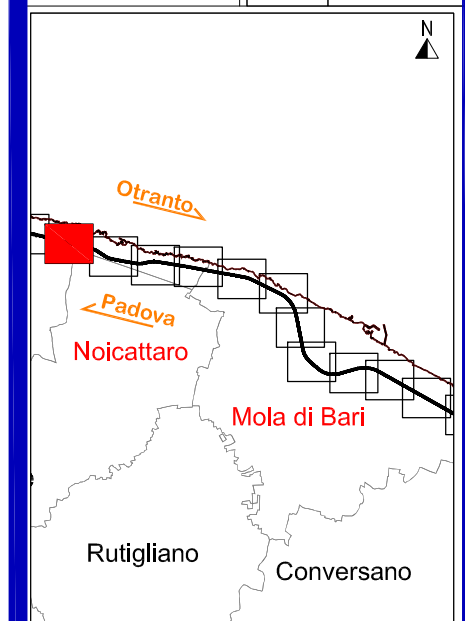 N
Otranto
Padova
Noicattaro
Mola di Bari
Rutigliano
Conversano